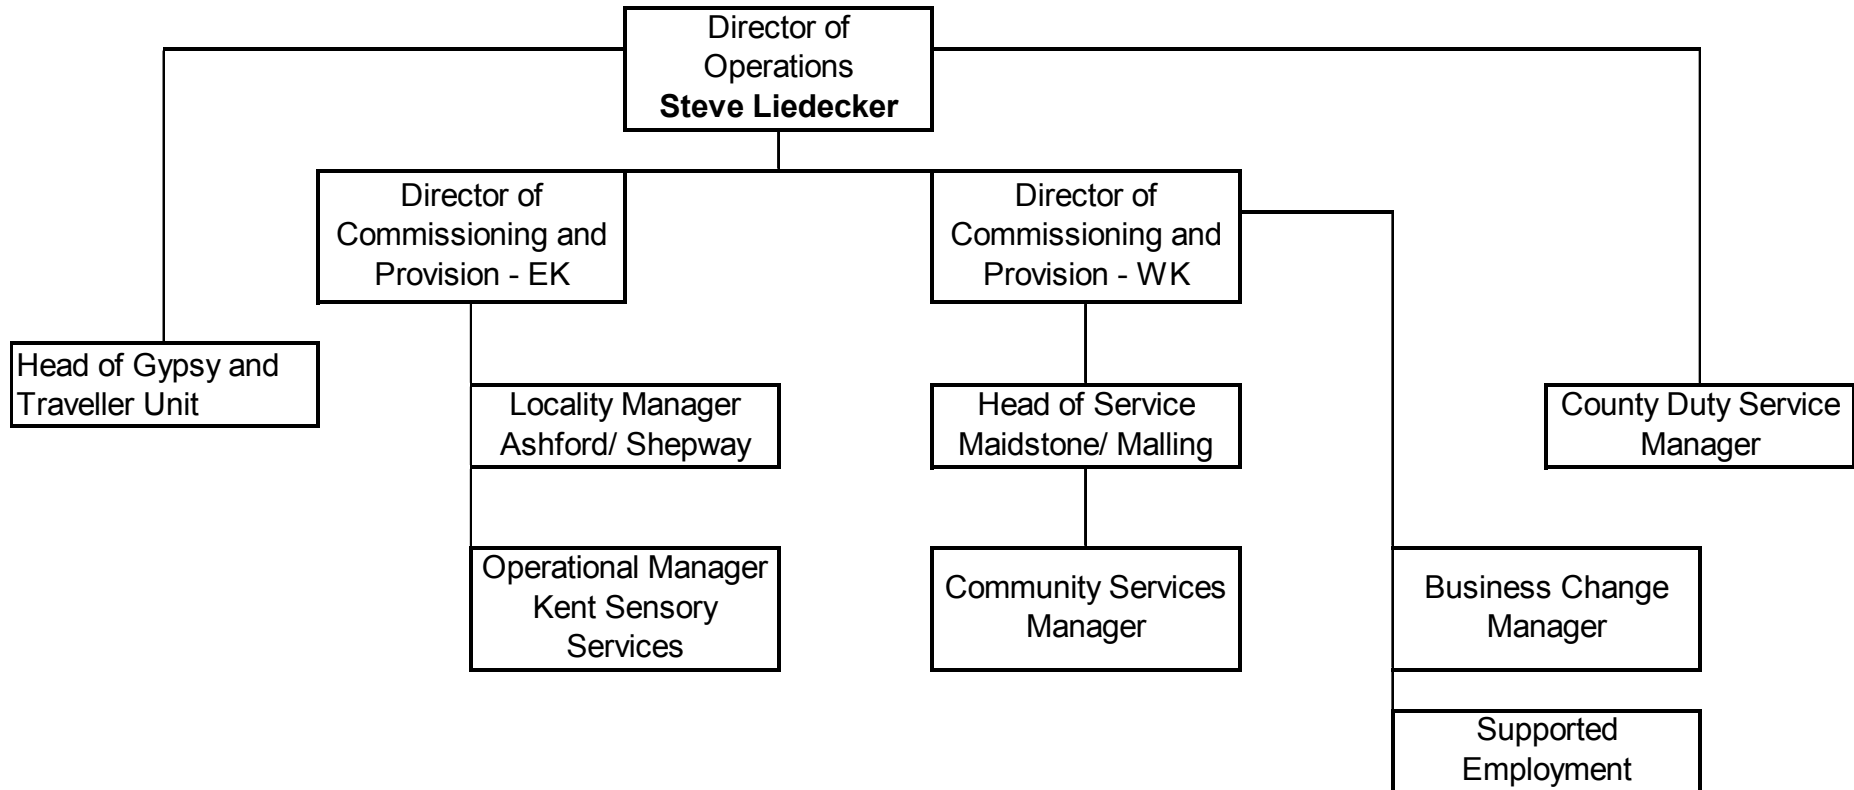 Director of
Operations
Steve Liedecker
Director of
Commissioning and
Provision - EK
Director of
Commissioning and
Provision - WK
Head of Gypsy and
Traveller Unit
Locality Manager
Ashford/ Shepway
Head of Service
Maidstone/ Malling
County Duty Service
Manager
Operational Manager
Kent Sensory
Services
Community Services
Manager
Business Change
Manager
Supported
Employment